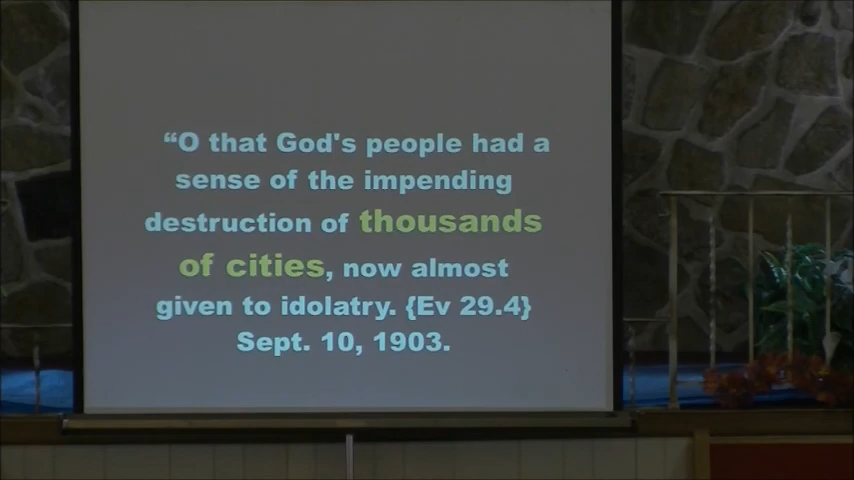 “O that God's people had a
sense of the impending
destruction of thousands
of cities, now almost
given to idolatry. {Ev 29.4}
Sept. 10, 1903.